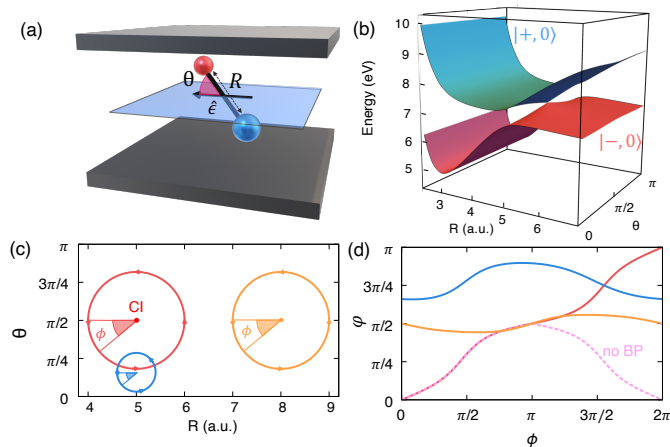 (a)
θ
R
ε̂
(b)
Energy (eV)
10
9
8
7
6
5
|+,0⟩
|−,0⟩
3
4
5
6
R (a.u.)
0
π/2
π
θ
(c)
θ
π
3π/4
π/2
π/4
0
CI
ϕ
ϕ
4 5 6 7 8 9
R (a.u.)
(d)
φ
π
3π/4
π/2
π/4
0
no BP
0 π/2 π 3π/2 2π
ϕ